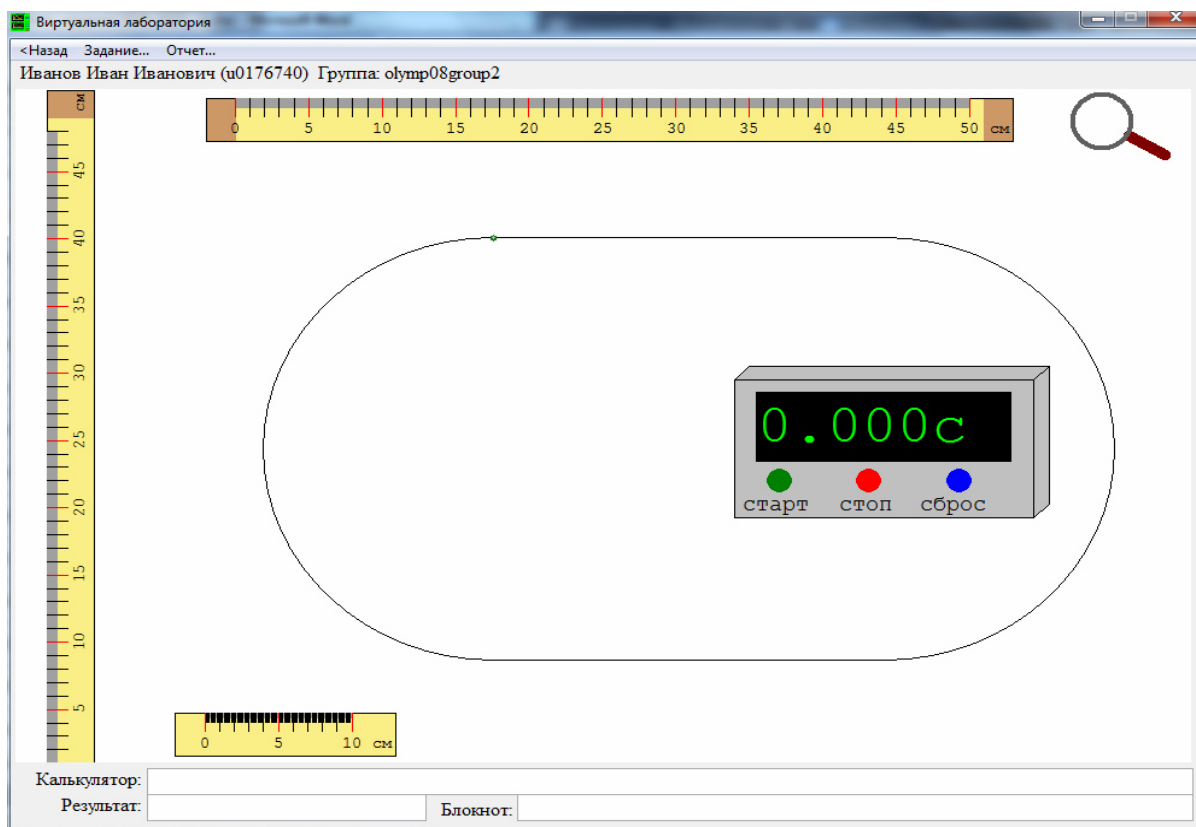 Виртуальная лаборатория
<Назад Задание... Отчет...
Иванов Иван Иванович (u0176740) Группа: olymp08group2
см
45
40
35
30
25
20
15
10
5
0 5 10 15 20 25 30 35 40 45 50 см
0.000с
старт стоп сброс
0 5 10 см
Калькулятор:
Результат:
Блокнот: